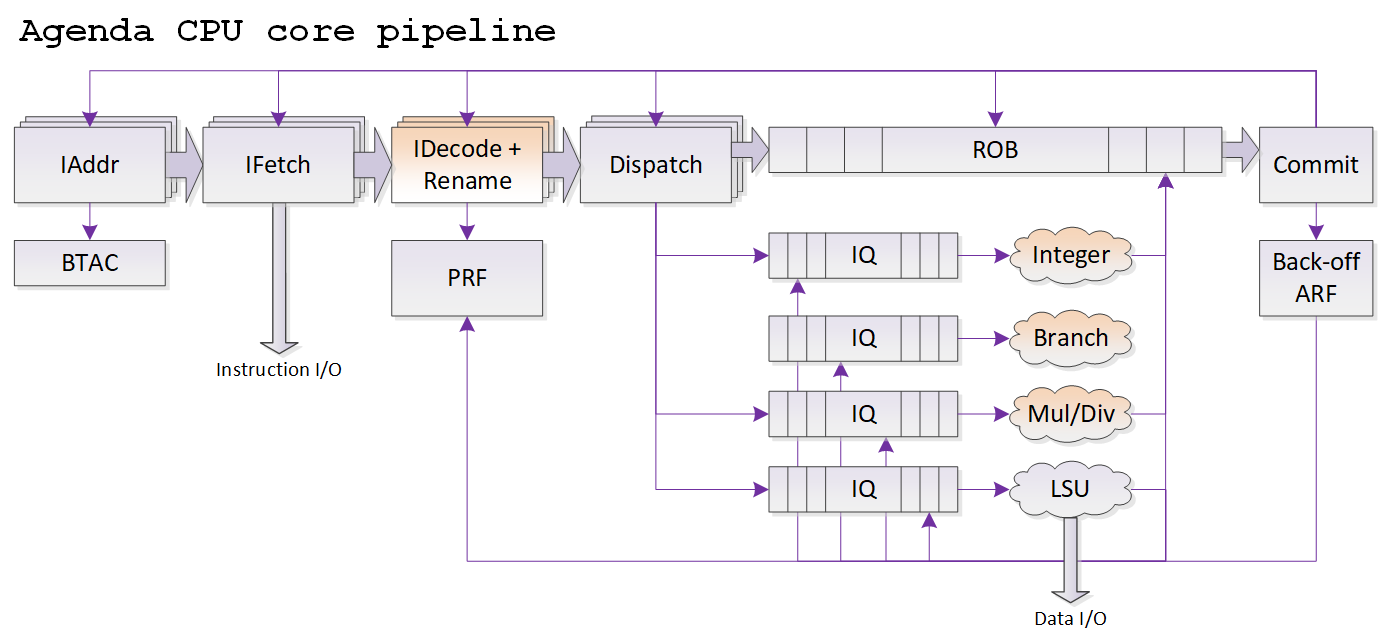 Agenda CPU core pipeline
IAddr
IFetch
IDecode +
Rename
Dispatch
ROB
Commit
BTAC
PRF
IQ
Integer
Back-off
ARF
IQ
Branch
Instruction I/O
IQ
Mul/Div
IQ
LSU
Data I/O